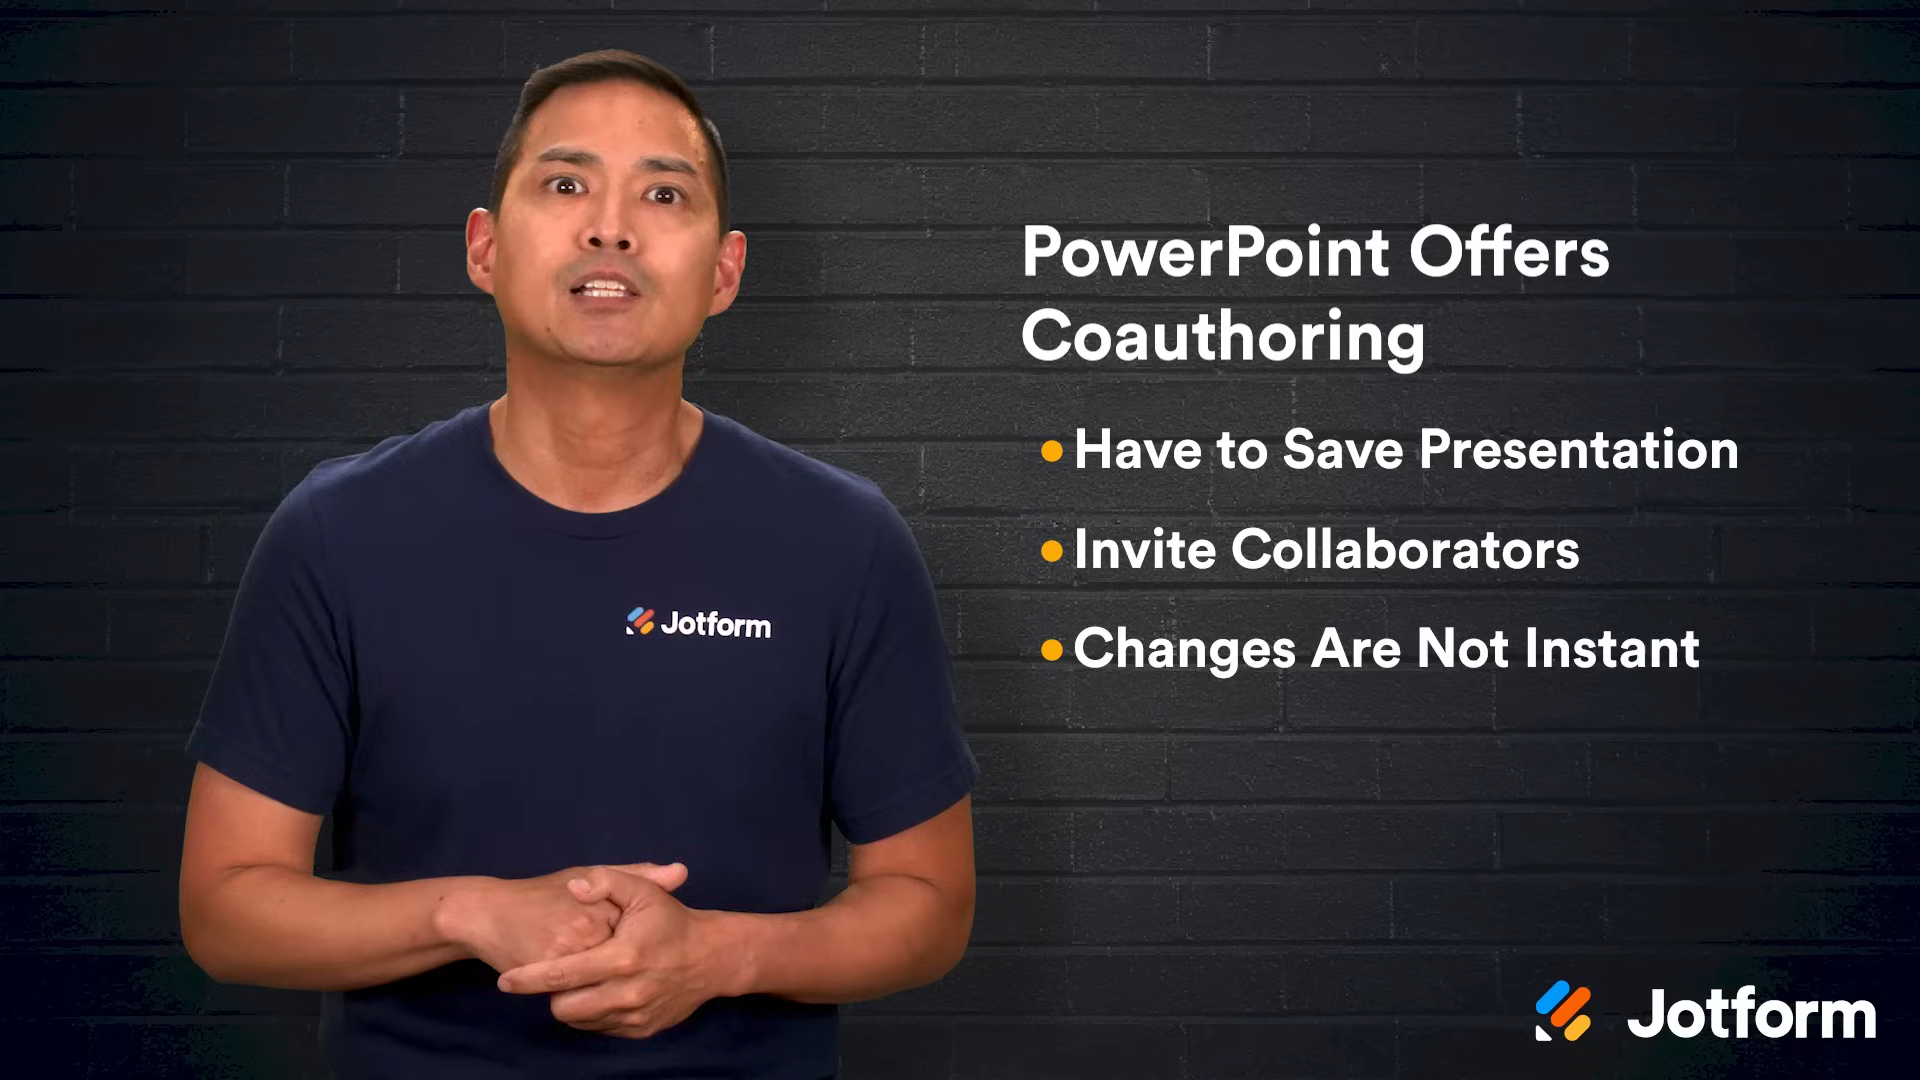 PowerPoint Offers
Coauthoring
• Have to Save Presentation
• Invite Collaborators
• Changes Are Not Instant
Jotform
Jotform